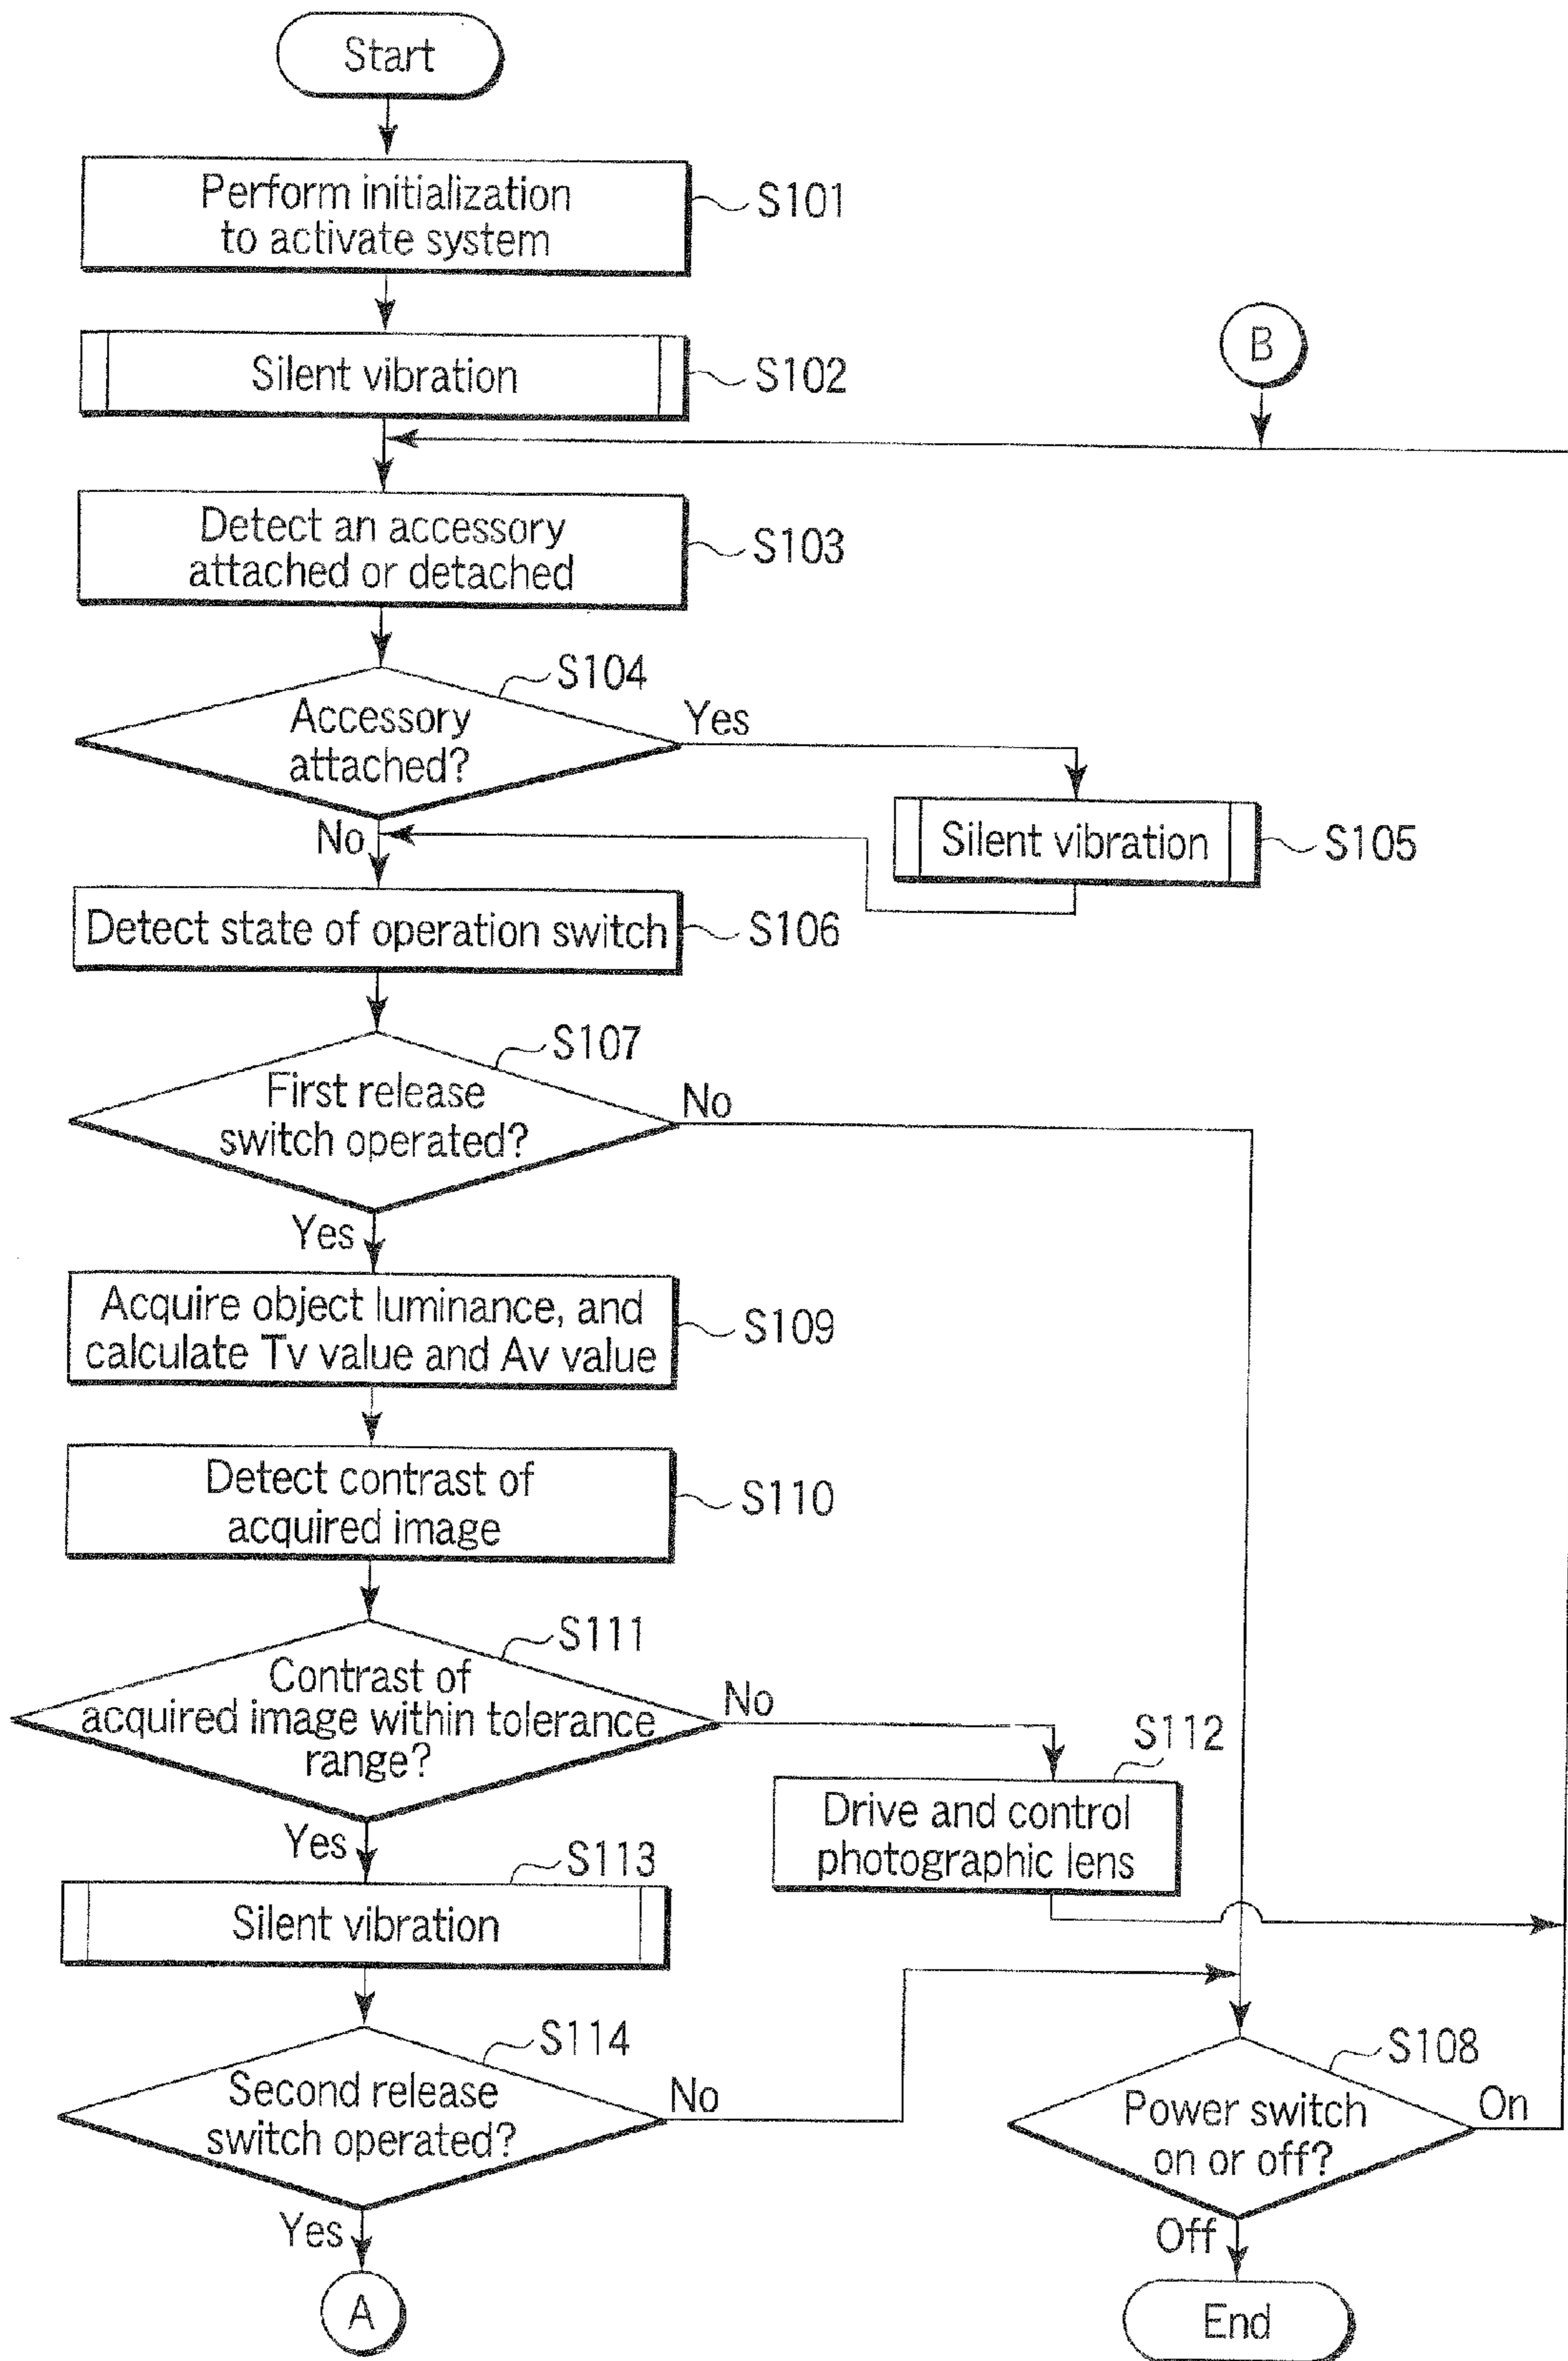 Start
Perform initialization
to activate system
S101
Silent vibration
S102
B
Detect an accessory
attached or detached
S103
S104
Accessory
attached?
Yes
No
Silent vibration
S105
Detect state of operation switch
S106
S107
First release
switch operated?
No
Yes
Acquire object luminance, and
calculate Tv value and Av value
S109
Detect contrast of
acquired image
S110
S111
Contrast of
acquired image within tolerance
range?
No
Yes
S112
Drive and control
photographic lens
S113
Silent vibration
S114
Second release
switch operated?
No
Yes
A
S108
Power switch
on or off?
On
Off
End